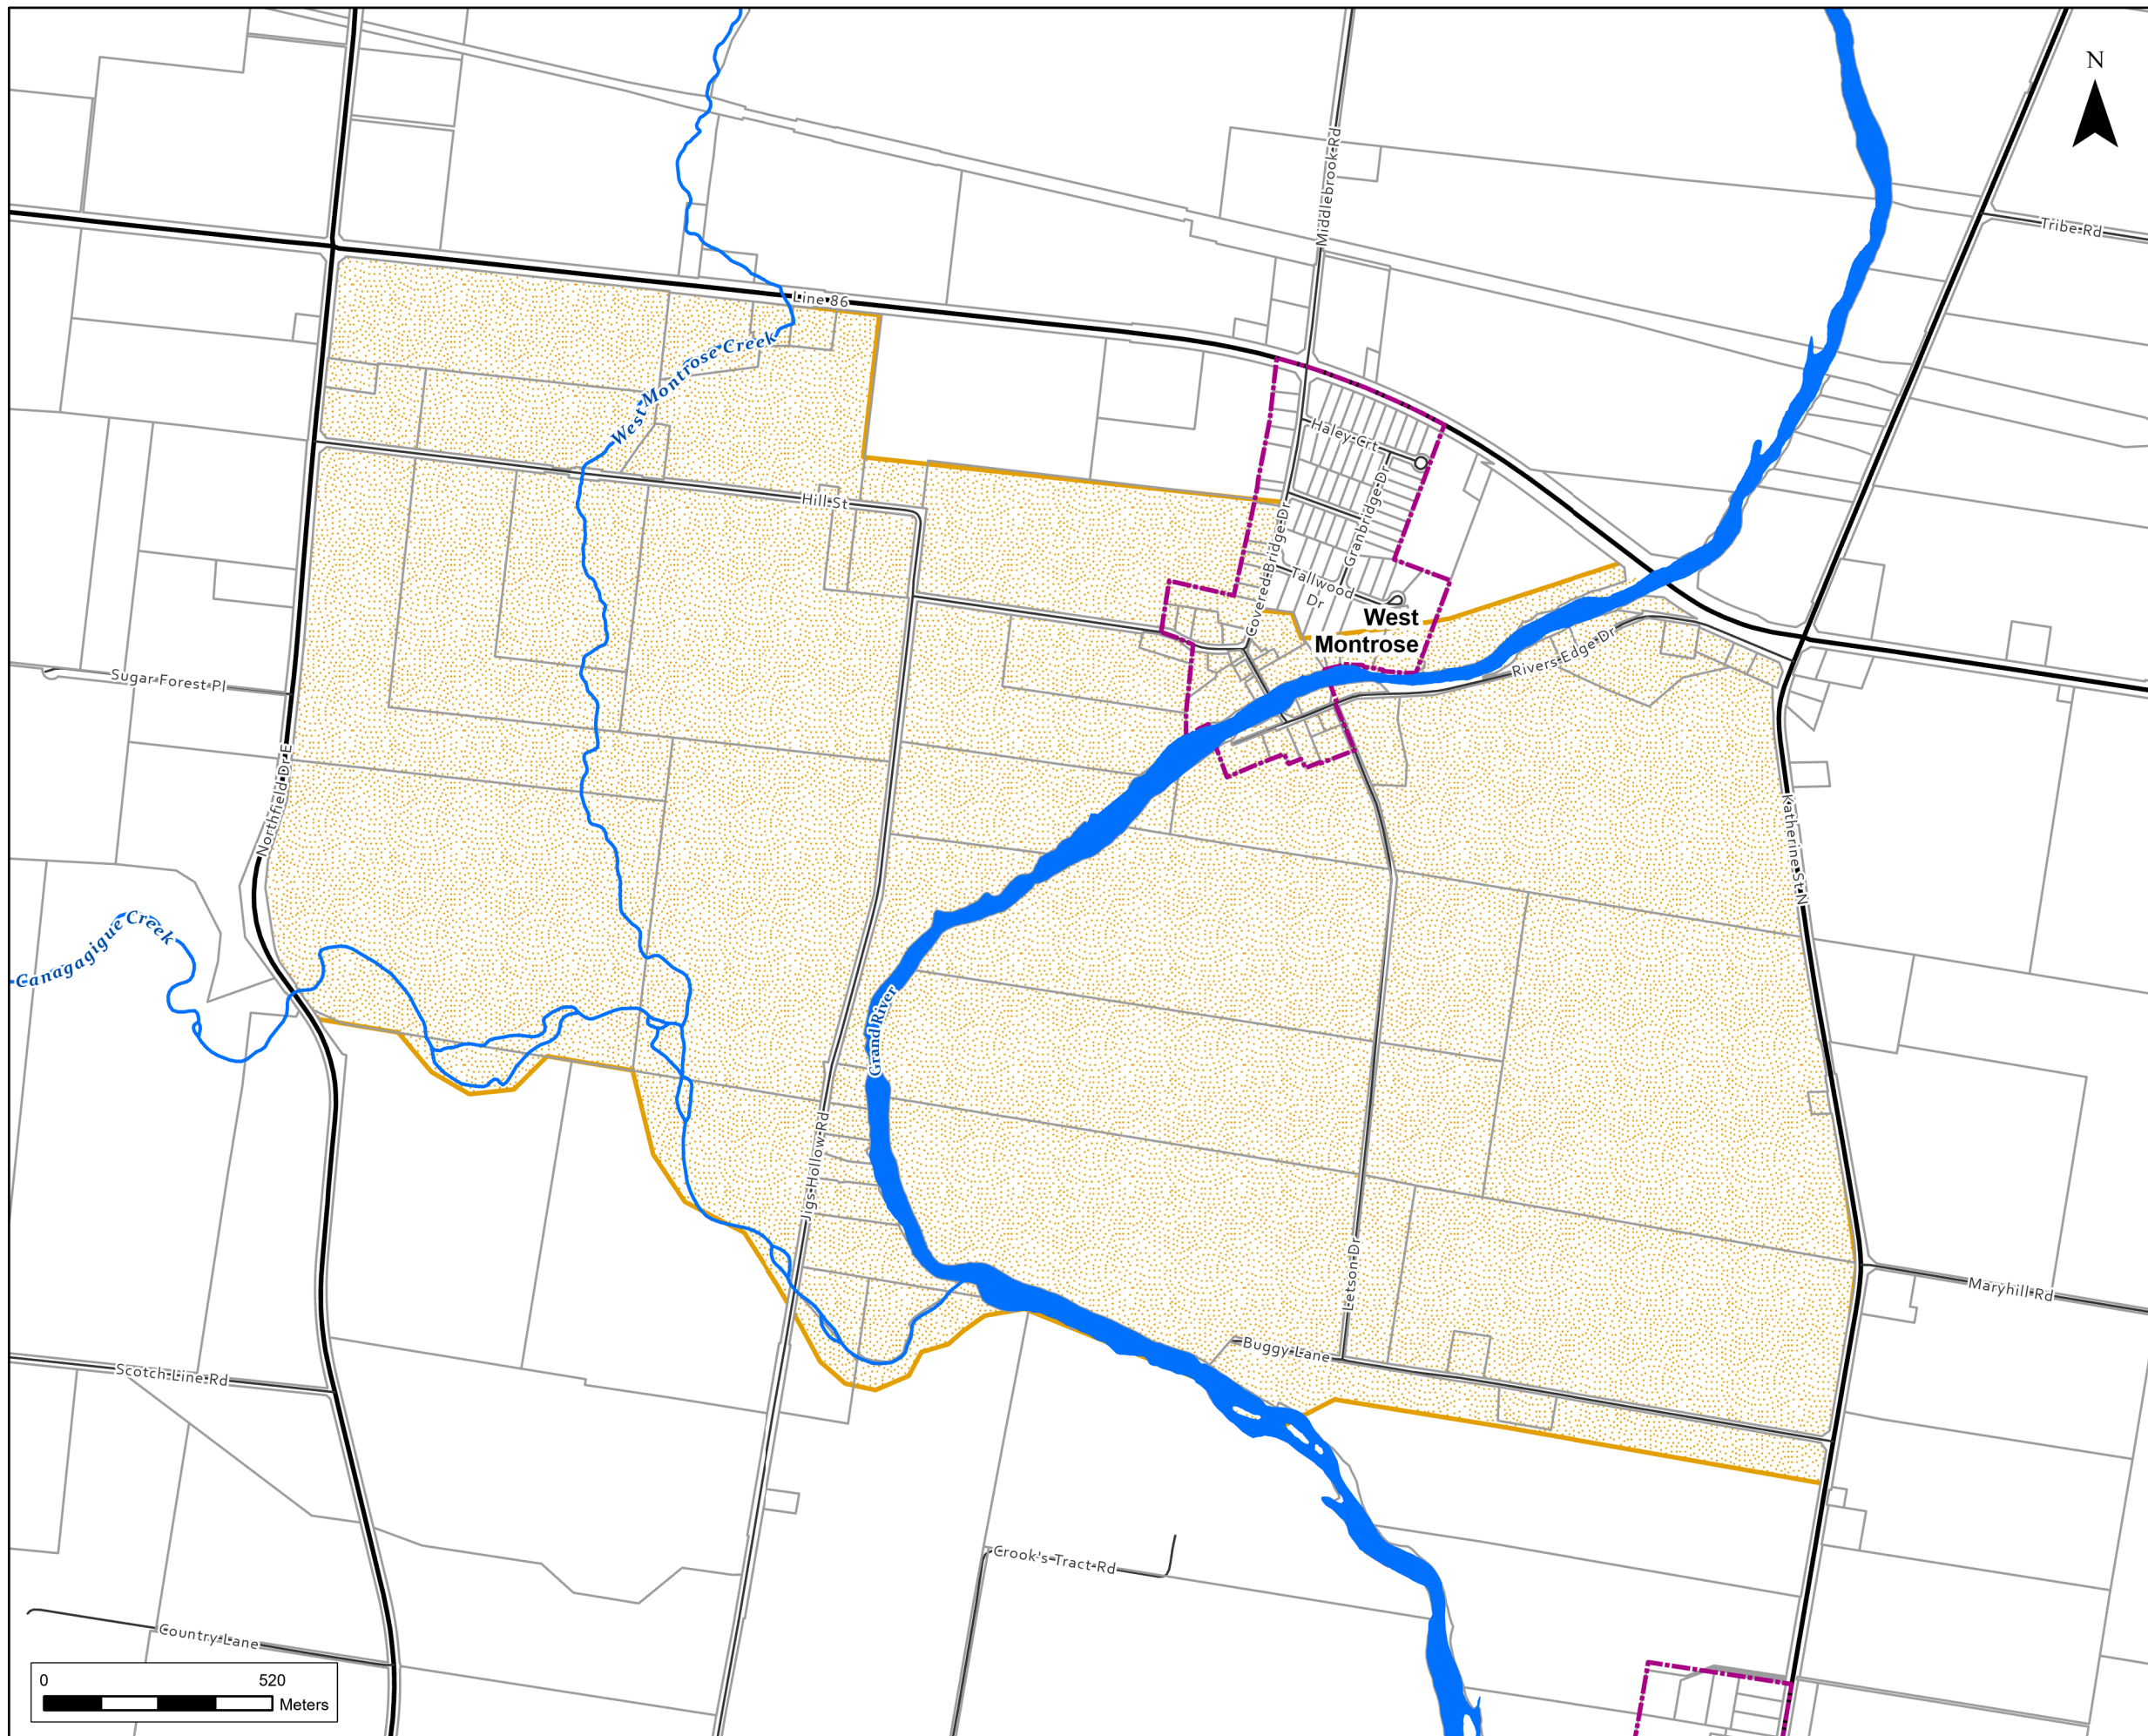 N
Middlebrook Rd
Tribe Rd
Line 86
West Montrose Creek
Haley Crt
Hill St
Granbridge Dr
Covered Bridge Dr
Tallwood
Dr
West
Montrose
Rivers Edge Dr
Sugar Forest Pl
Northfield Dr E
Katherine St N
Canagagigue Creek
Grand River
Jigs Hollow Rd
Letson Dr
Maryhill Rd
Buggy Lane
Scotch Line Rd
Crook's Tract Rd
Country Lane
0 520
Meters